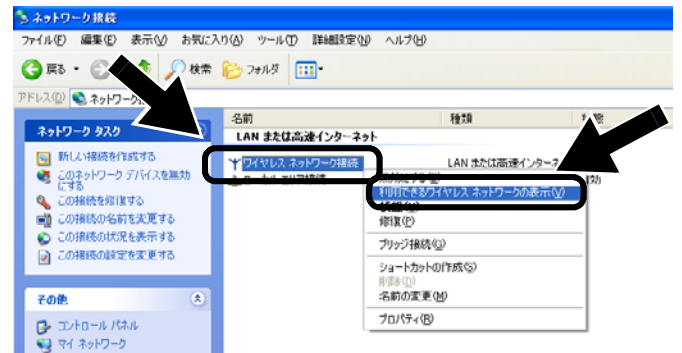 ネットワーク接続
ファイル(F) 編集(E) 表示(V) お気に入り(A) ツール(T) 詳細設定(N) ヘルプ(H)
戻る 検索 フォルダ
アドレス(D) ネットワーク
名前 種類
ネットワーク タスク
LAN または高速インターネット
新しい接続を作成する
ワイヤレス ネットワーク接続 LAN または高速インターネ
このネットワーク デバイスを無効
にする
利用できるワイヤレス ネットワークの表示(V)
この接続を修復する
修復(P)
この接続の名前を変更する
この接続の状況を表示する
ブリッジ接続(G)
この接続の設定を変更する
ショートカットの作成(S)
削除(D)
名前の変更(M)
その他
プロパティ(R)
コントロール パネル
マイ ネットワーク